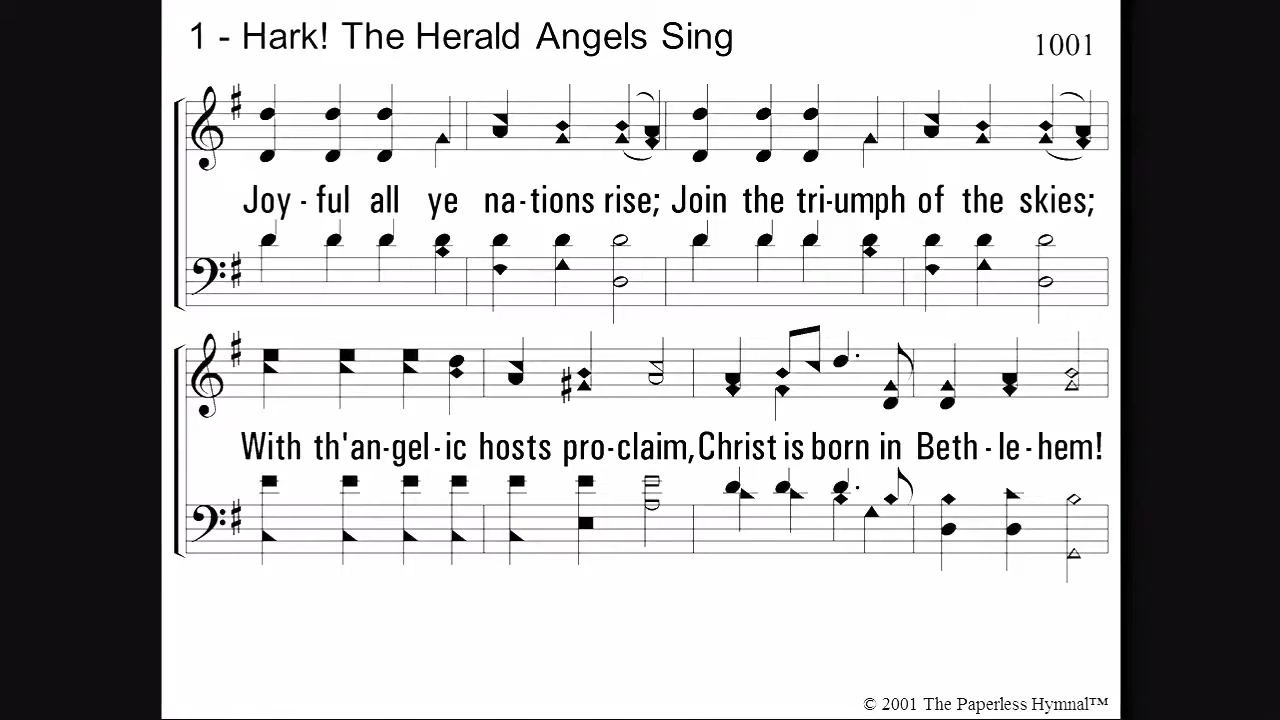 1 - Hark! The Herald Angels Sing
1001
Joy - ful all ye na - tions rise; Join the tri - umph of the skies;
With th'an - gel - ic hosts pro - claim, Christ is born in Beth - le - hem!
© 2001 The Paperless Hymnal™